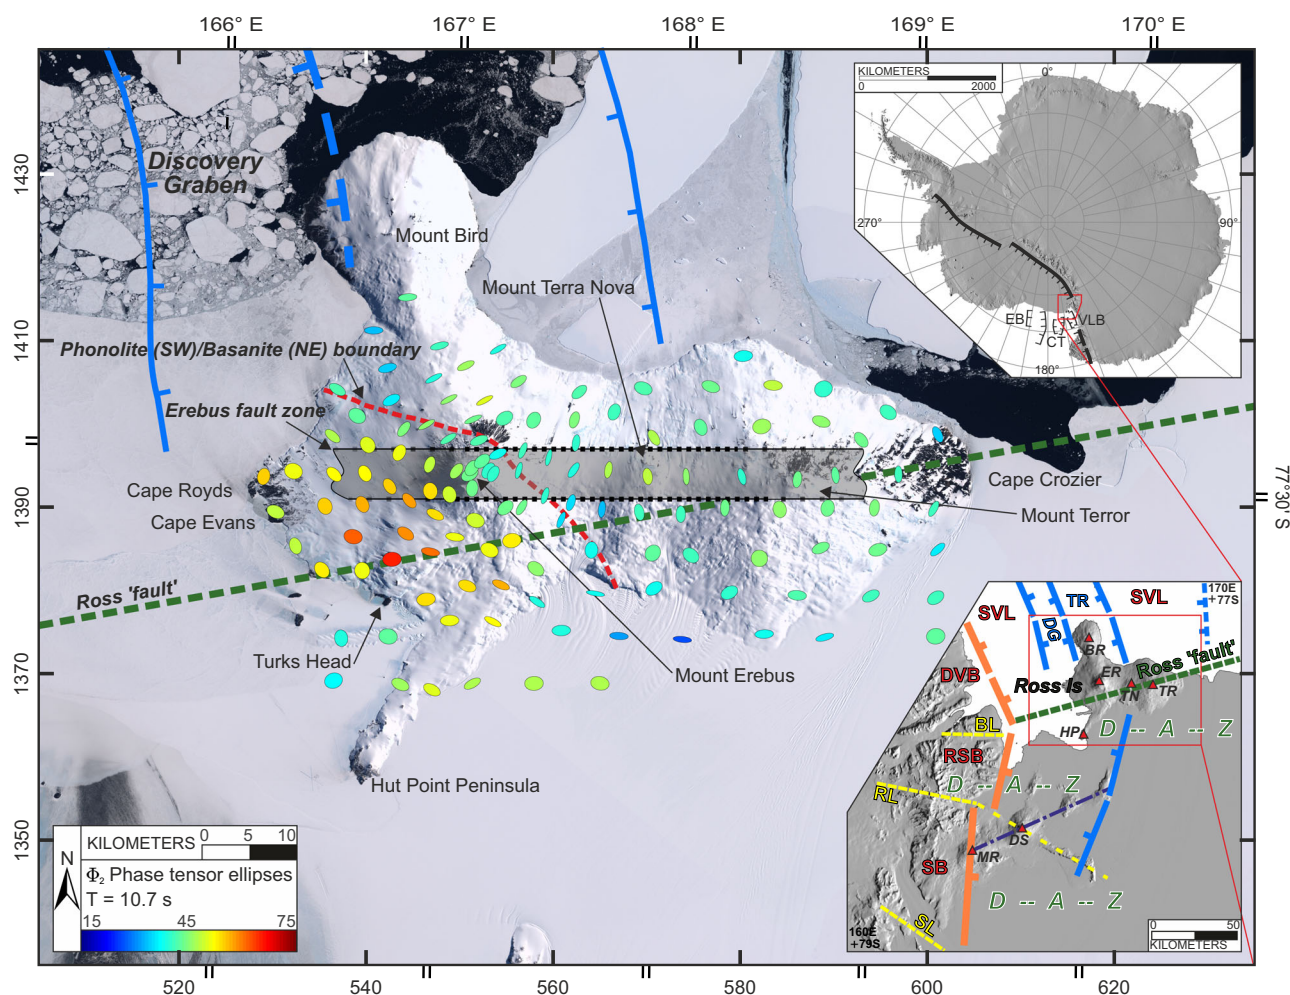 166° E
167° E
168° E
169° E
170° E
1430
1410
1390
1370
1350
77°30' S
520
540
560
580
600
620
Discovery
Graben
Mount Bird
Mount Terra Nova
Phonolite (SW)/Basanite (NE) boundary
Erebus fault zone
Cape Royds
Cape Evans
Cape Crozier
Mount Terror
Ross 'fault'
Turks Head
Mount Erebus
Hut Point Peninsula
KILOMETERS
0
2000
0°
270°
90°
180°
EB
VLB
CT
N
KILOMETERS
0 5 10
Φ2 Phase tensor ellipses
T = 10.7 s
15 45 75
SVL
TR
SVL
170E
+77S
DG
BR
Ross 'fault'
DVB
Ross Is
ER
TN
TR
BL
HP
D -- A -- Z
RSB
D -- A -- Z
RL
DS
MR
SB
D -- A -- Z
SL
160E
+79S
0 50
KILOMETERS